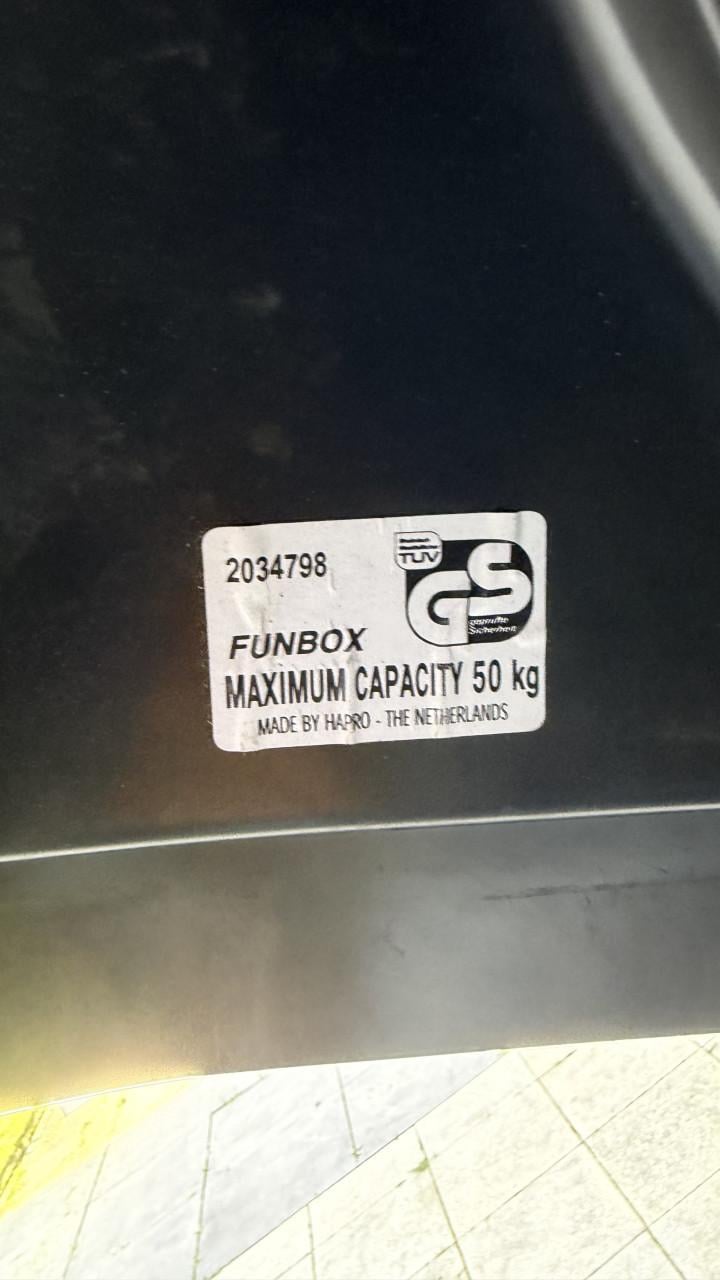 2034798
TÜV
GS
geprüfte
Sicherheit
FUNBOX
MAXIMUM CAPACITY 50 kg
MADE BY HAPRO - THE NETHERLANDS